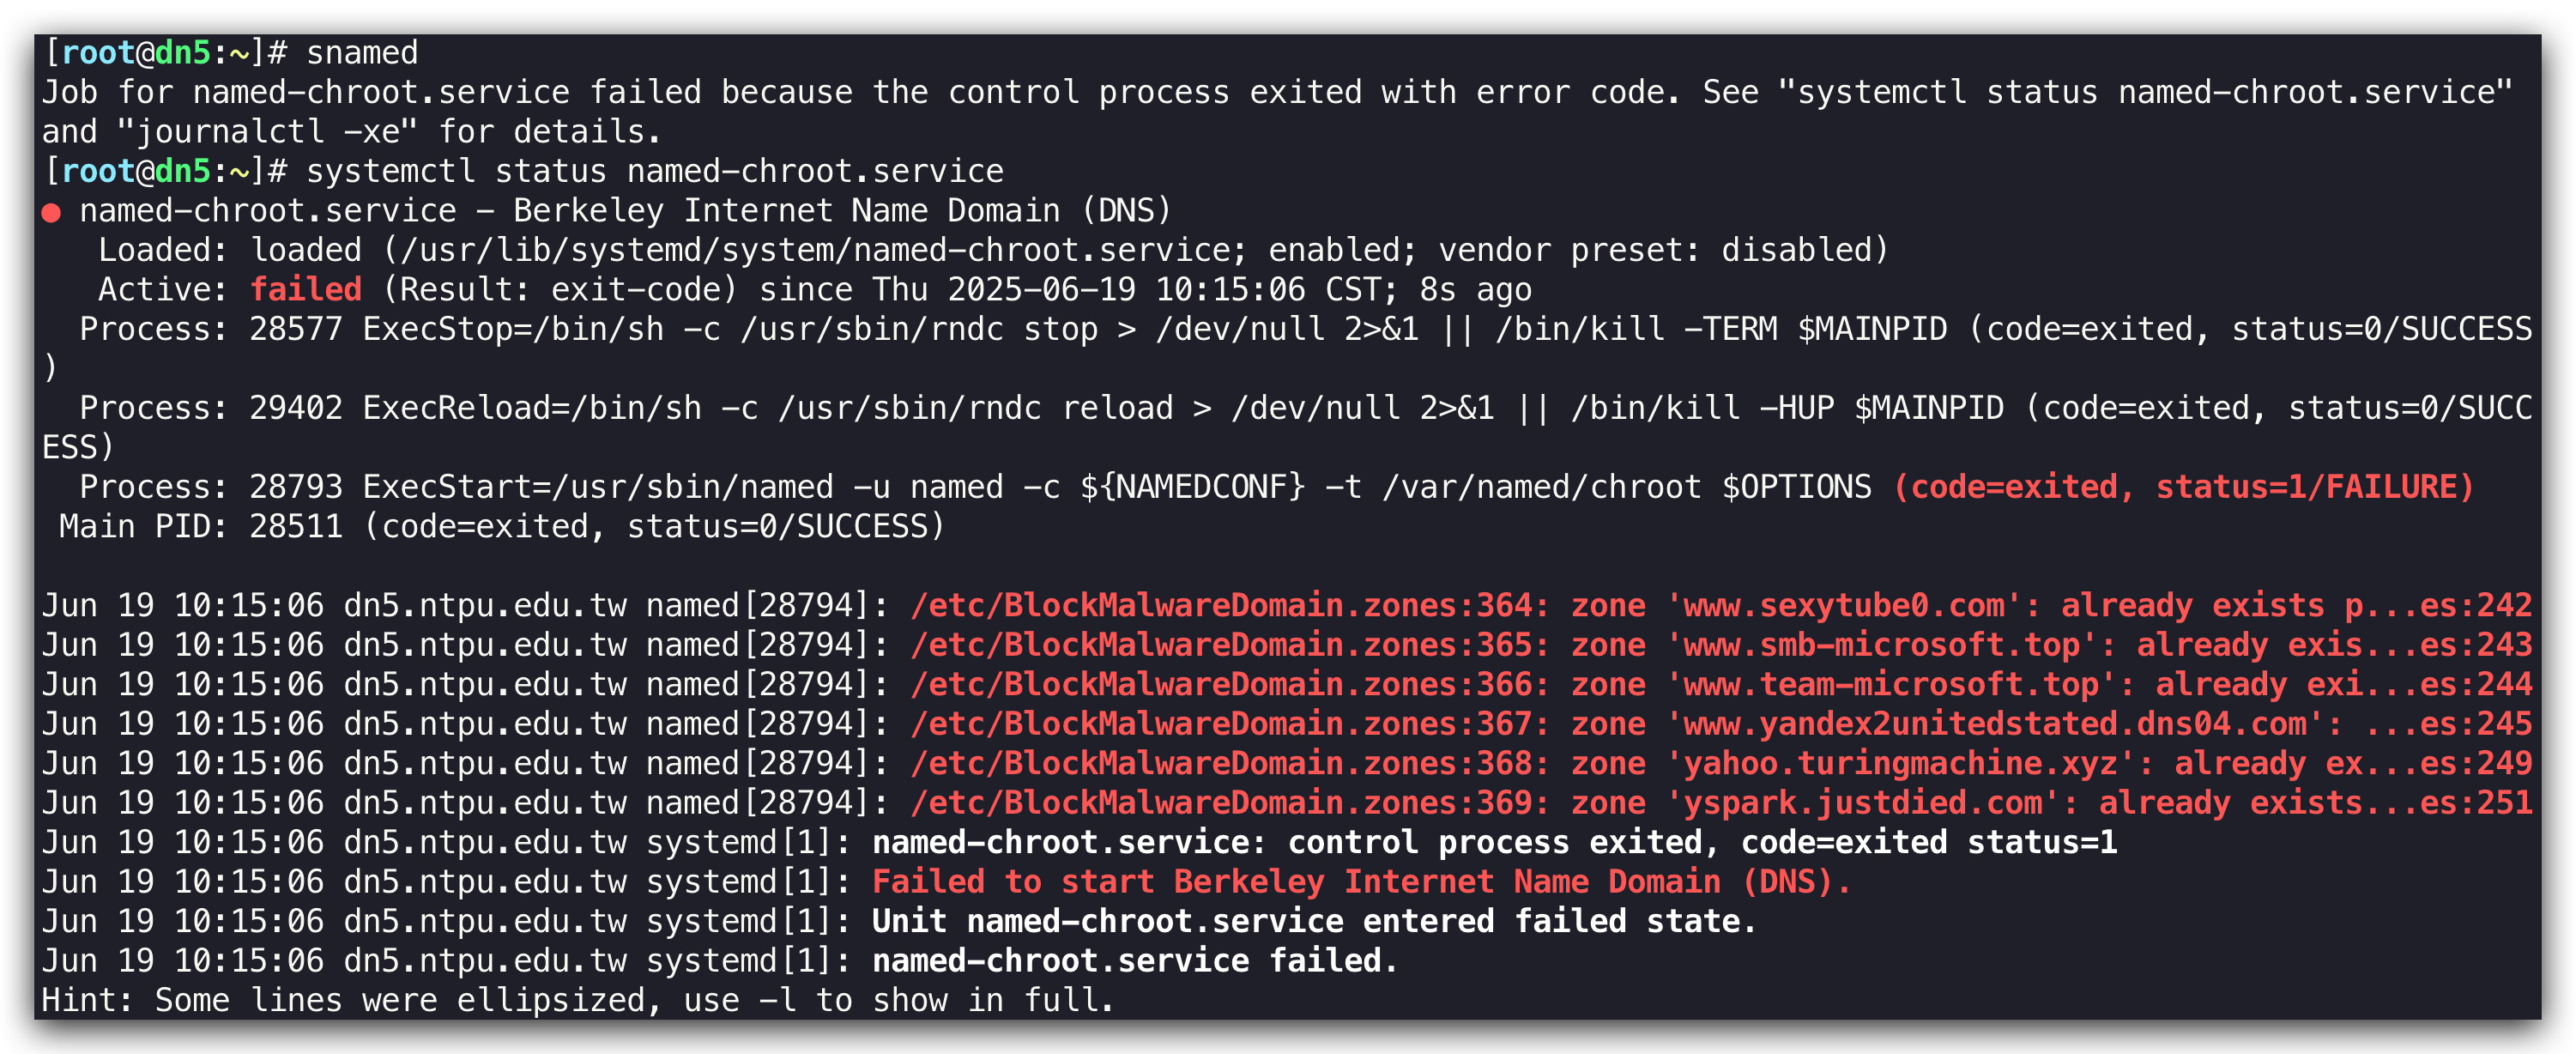 [root@dn5:~]# snamed
Job for named-chroot.service failed because the control process exited with error code. See "systemctl status named-chroot.service"
and "journalctl -xe" for details.
[root@dn5:~]# systemctl status named-chroot.service
● named-chroot.service - Berkeley Internet Name Domain (DNS)
   Loaded: loaded (/usr/lib/systemd/system/named-chroot.service; enabled; vendor preset: disabled)
   Active: failed (Result: exit-code) since Thu 2025-06-19 10:15:06 CST; 8s ago
  Process: 28577 ExecStop=/bin/sh -c /usr/sbin/rndc stop > /dev/null 2>&1 || /bin/kill -TERM $MAINPID (code=exited, status=0/SUCCESS
)
  Process: 29402 ExecReload=/bin/sh -c /usr/sbin/rndc reload > /dev/null 2>&1 || /bin/kill -HUP $MAINPID (code=exited, status=0/SUCC
ESS)
  Process: 28793 ExecStart=/usr/sbin/named -u named -c ${NAMEDCONF} -t /var/named/chroot $OPTIONS (code=exited, status=1/FAILURE)
 Main PID: 28511 (code=exited, status=0/SUCCESS)

Jun 19 10:15:06 dn5.ntpu.edu.tw named[28794]: /etc/BlockMalwareDomain.zones:364: zone 'www.sexytube0.com': already exists p...es:242
Jun 19 10:15:06 dn5.ntpu.edu.tw named[28794]: /etc/BlockMalwareDomain.zones:365: zone 'www.smb-microsoft.top': already exis...es:243
Jun 19 10:15:06 dn5.ntpu.edu.tw named[28794]: /etc/BlockMalwareDomain.zones:366: zone 'www.team-microsoft.top': already exi...es:244
Jun 19 10:15:06 dn5.ntpu.edu.tw named[28794]: /etc/BlockMalwareDomain.zones:367: zone 'www.yandex2unitedstated.dns04.com': ...es:245
Jun 19 10:15:06 dn5.ntpu.edu.tw named[28794]: /etc/BlockMalwareDomain.zones:368: zone 'yahoo.turingmachine.xyz': already ex...es:249
Jun 19 10:15:06 dn5.ntpu.edu.tw named[28794]: /etc/BlockMalwareDomain.zones:369: zone 'yspark.justdied.com': already exists...es:251
Jun 19 10:15:06 dn5.ntpu.edu.tw systemd[1]: named-chroot.service: control process exited, code=exited status=1
Jun 19 10:15:06 dn5.ntpu.edu.tw systemd[1]: Failed to start Berkeley Internet Name Domain (DNS).
Jun 19 10:15:06 dn5.ntpu.edu.tw systemd[1]: Unit named-chroot.service entered failed state.
Jun 19 10:15:06 dn5.ntpu.edu.tw systemd[1]: named-chroot.service failed.
Hint: Some lines were ellipsized, use -l to show in full.